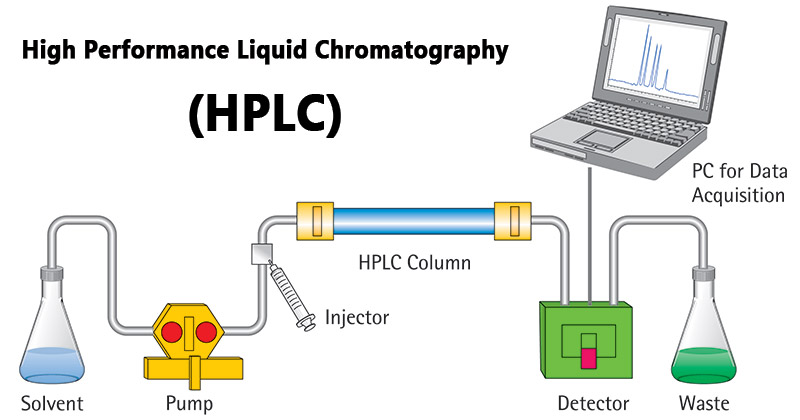 High Performance Liquid Chromatography
(HPLC)
PC for Data
Acquisition
HPLC Column
Injector
Solvent
Pump
Detector
Waste